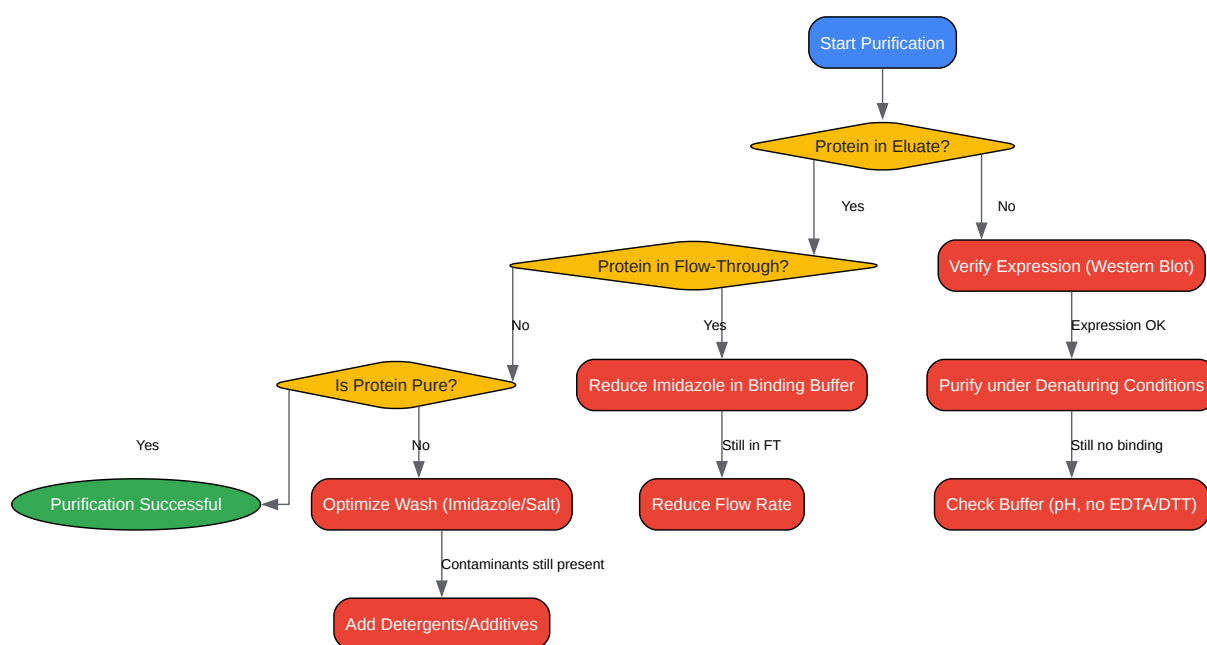 Start Purification
Protein in Eluate?
Yes
No
Protein in Flow-Through?
Verify Expression (Western Blot)
No
Yes
Expression OK
Is Protein Pure?
Reduce Imidazole in Binding Buffer
Purify under Denaturing Conditions
Yes
No
Still in FT
Still no binding
Purification Successful
Optimize Wash (Imidazole/Salt)
Reduce Flow Rate
Check Buffer (pH, no EDTA/DTT)
Contaminants still present
Add Detergents/Additives